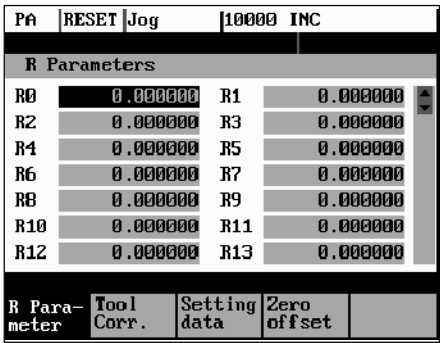 PA RESET Jog 10000 INC
R Parameters
R0 0.000000 R1 0.000000
R2 0.000000 R3 0.000000
R4 0.000000 R5 0.000000
R6 0.000000 R7 0.000000
R8 0.000000 R9 0.000000
R10 0.000000 R11 0.000000
R12 0.000000 R13 0.000000
R Para- Tool Setting Zero
meter Corr. data offset